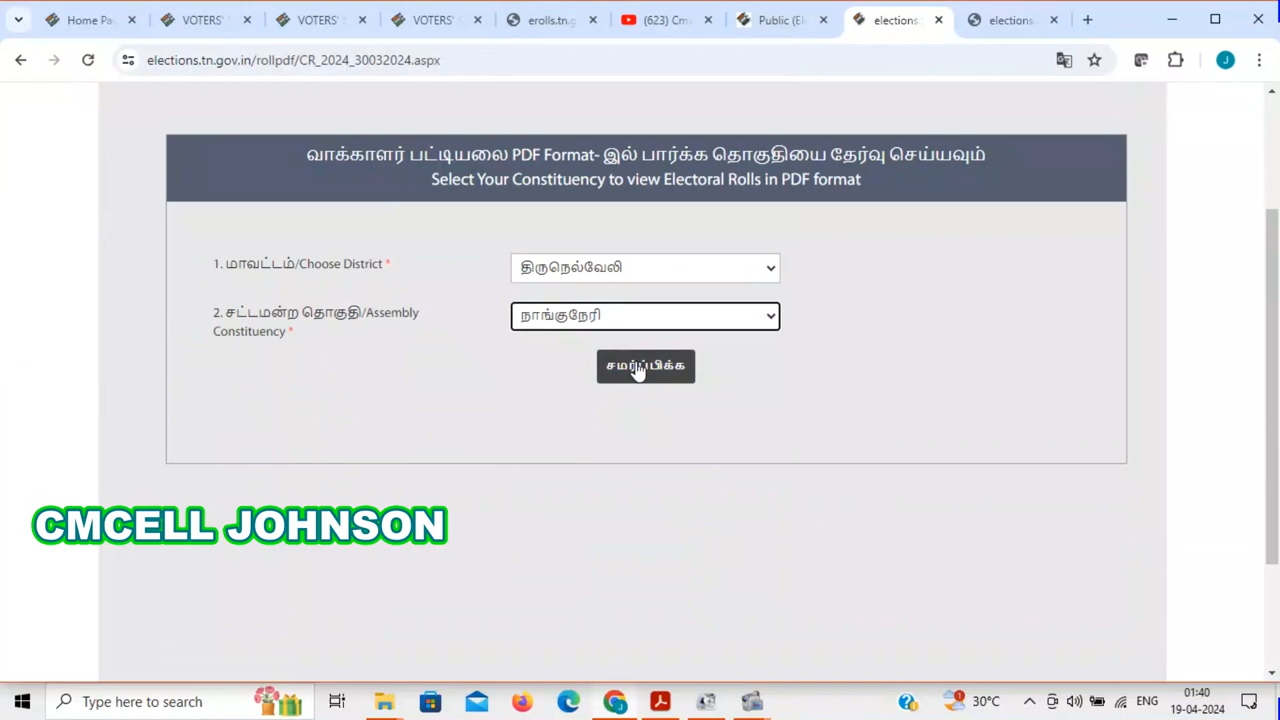 Home Pa
VOTERS'
VOTERS'
VOTERS'
erolls.tn.g
(623) Cm
Public (El
elections.
elections.
elections.tn.gov.in/rollpdf/CR_2024_30032024.aspx
J
வாக்காளர் பட்டியலை PDF Format- இல் பார்க்க தொகுதியை தேர்வு செய்யவும்
Select Your Constituency to view Electoral Rolls in PDF format
1. மாவட்டம்/Choose District *
திருநெல்வேலி
2. சட்டமன்ற தொகுதி/Assembly
Constituency *
நாங்குநேரி
சமர்ப்பிக்க
CMCELL JOHNSON
Type here to search
30°C
ENG
01:40
19-04-2024